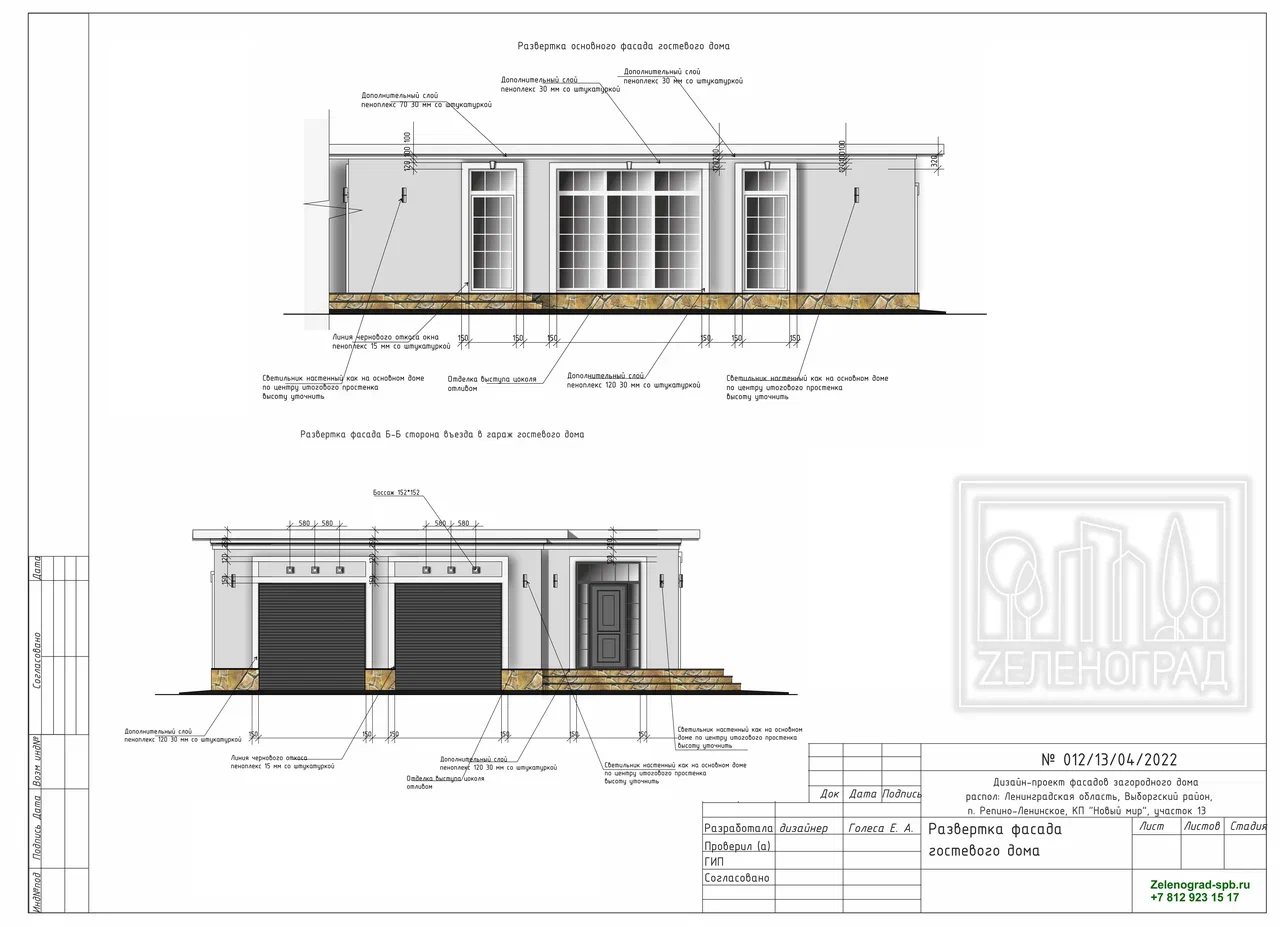 Развертка основного фасада гостевого дома
Дополнительный слой
пеноплекс 30 мм со штукатуркой
Дополнительный слой
пеноплекс 30 мм со штукатуркой
Дополнительный слой
пеноплекс 70 30 мм со штукатуркой
320
Линия чернового откоса окна
пеноплекс 15 мм со штукатуркой
150
150
150
150
150
150
Светильник настенный как на основном доме
по центру итогового простенка
высоту уточнить
Отделка выступа цоколя
отливом
Дополнительный слой
пеноплекс 120 30 мм со штукатуркой
Светильник настенный как на основном доме
по центру итогового простенка
высоту уточнить
Развертка фасада Б-Б сторона въезда в гараж гостевого дома
Боссаж 152*152
580 580
580 580
150
150
150
150
150
150
Дополнительный слой
пеноплекс 120 30 мм со штукатуркой
Линия чернового откоса
пеноплекс 15 мм со штукатуркой
Отделка выступа цоколя
отливом
Дополнительный слой
пеноплекс 120 30 мм со штукатуркой
Светильник настенный как на основном доме
по центру итогового простенка
высоту уточнить
Светильник настенный как на основном
доме по центру итогового простенка
высоту уточнить
ZЕЛЕНОГРАД
Дата
Согласовано
Взм инд№
Подпись Дата
Инд№под
№ 012/13/04/2022
Дизайн-проект фасадов загородного дома
распол: Ленинградская область, Выборгский район,
п. Репино-Ленинское, КП "Новый мир", участок 13
Док Дата Подпись
Разработала дизайнер Голеса Е. А.
Проверил (а)
ГИП
Согласовано
Развертка фасада
гостевого дома
Лист Листов Стадия
Zelenograd-spb.ru
+7 812 923 15 17